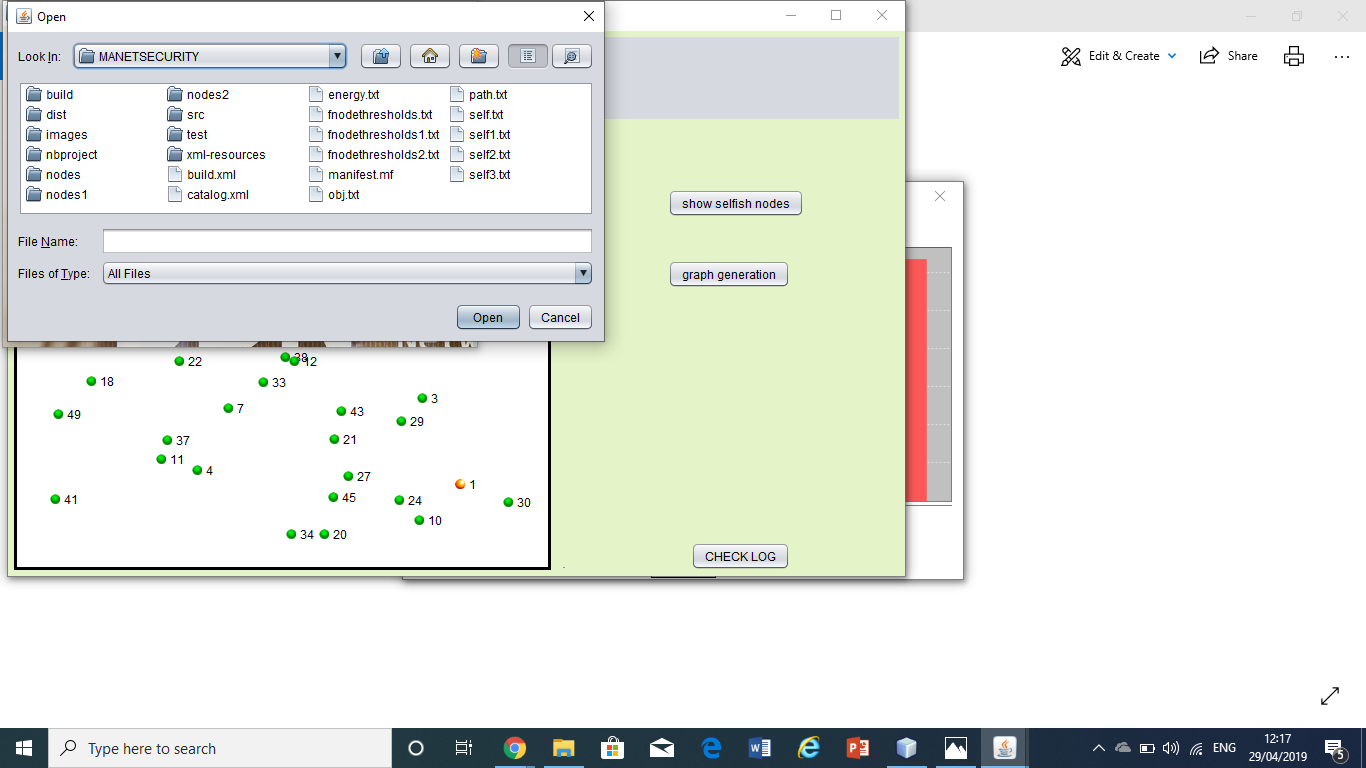 Open
Look In: MANETSECURITY
build nodes2 energy.txt path.txt
dist src fnodethresholds.txt self.txt
images test fnodethresholds1.txt self1.txt
nbproject xml-resources fnodethresholds2.txt self2.txt
nodes build.xml manifest.mf self3.txt
nodes1 catalog.xml obj.txt
File Name:
Files of Type: All Files
Open Cancel
Edit & Create Share
show selfish nodes
graph generation
22 38 12
18 33
3
49 7 43
29
37 21
11
4
27
1
41 45 24 30
10
34 20
CHECK LOG
Type here to search
ENG
12:17
29/04/2019
5